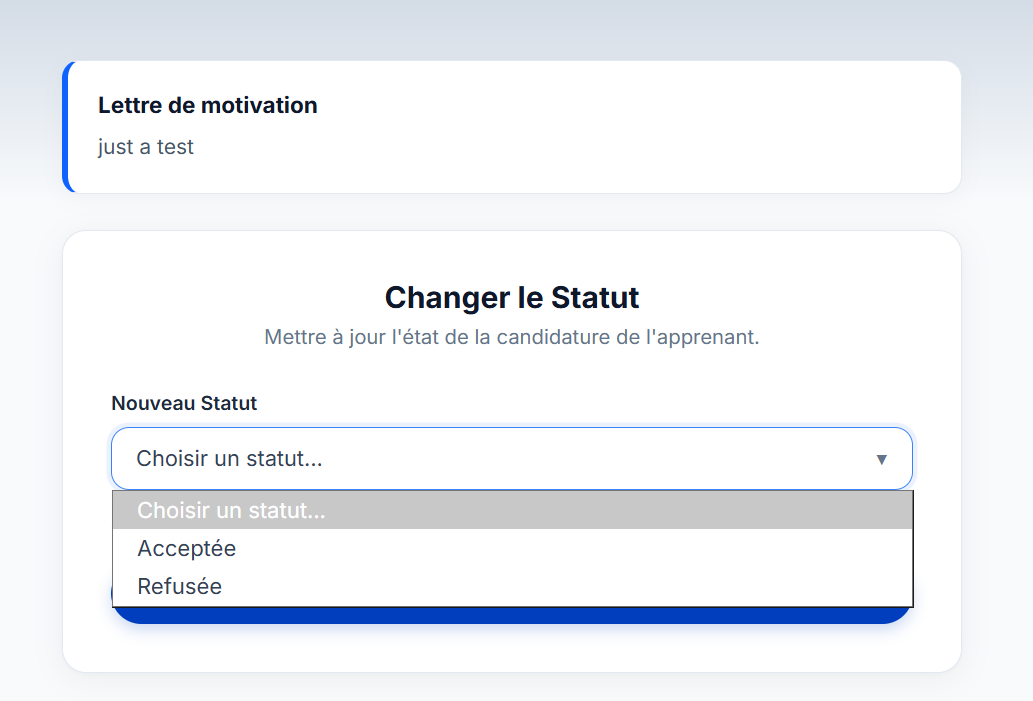 Lettre de motivation
just a test
Changer le Statut
Mettre à jour l'état de la candidature de l'apprenant.
Nouveau Statut
Choisir un statut...
Choisir un statut...
Acceptée
Refusée